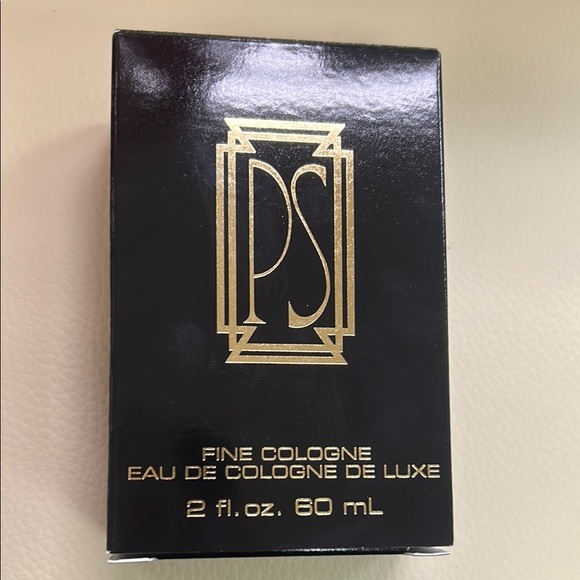 PS
FINE COLOGNE
EAU DE COLOGNE DE LUXE
2 fl.oz. 60 mL